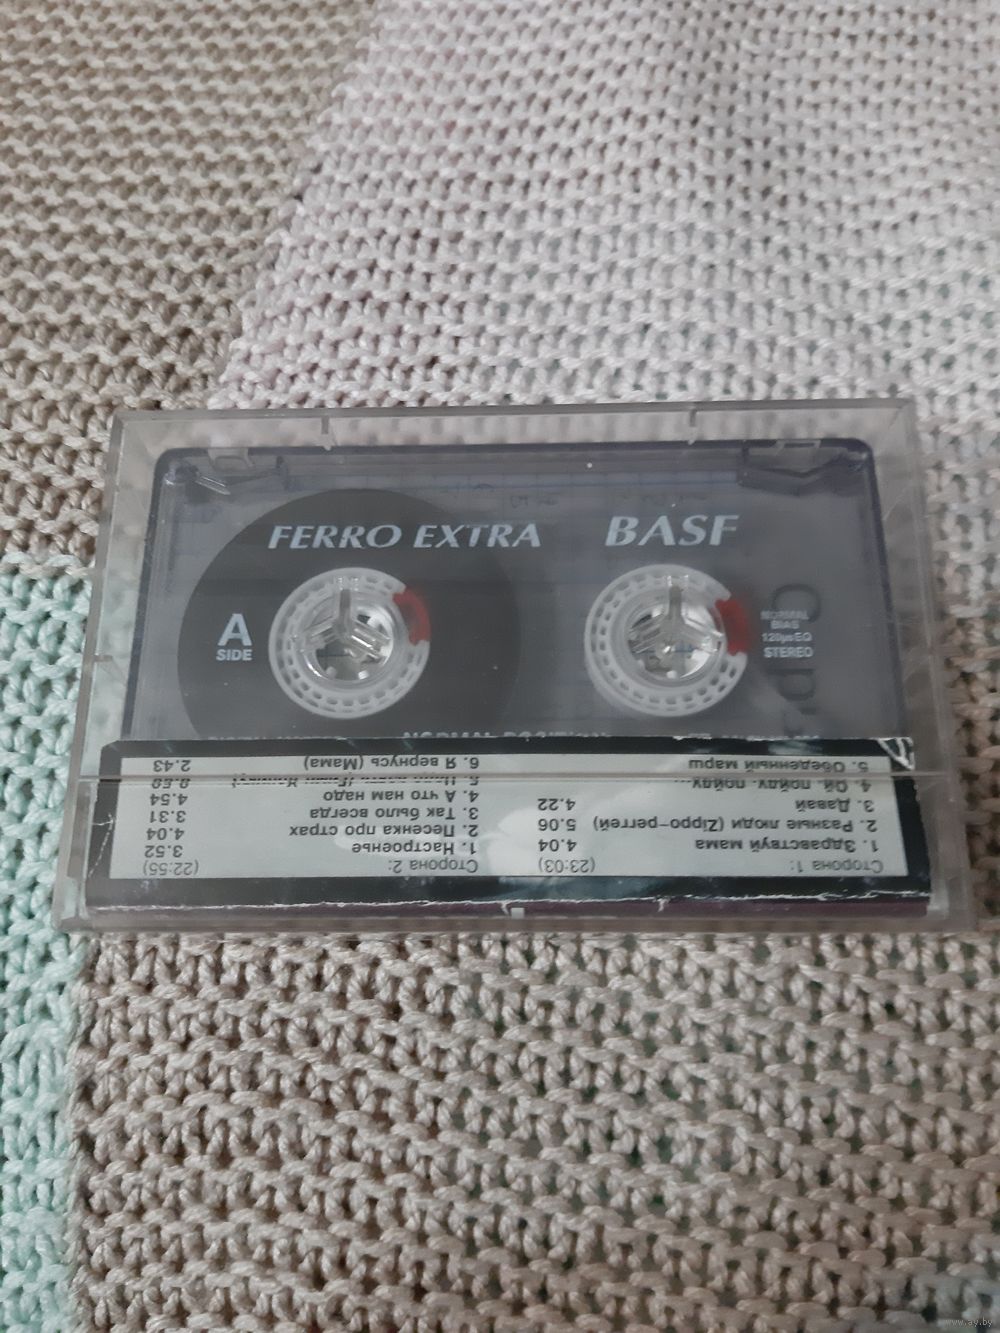 FERRO EXTRA
BASF
A
SIDE
NORMAL
BIAS
120µs EQ
STEREO
Сторона 1: (23:03)
1. Здравствуй мама 4.04
2. Разные люди (Zippo-реггей) 5.06
3. Давай 4.22
4. Ой, пойду, пойду...
5. Обеденный марш
Сторона 2: (22:55)
1. Настроенье 3.52
2. Песенка про страх 4.04
3. Так было всегда 3.31
4. А что нам надо 4.54
6. Я вернусь (Мама) 2.43
www.ay.by